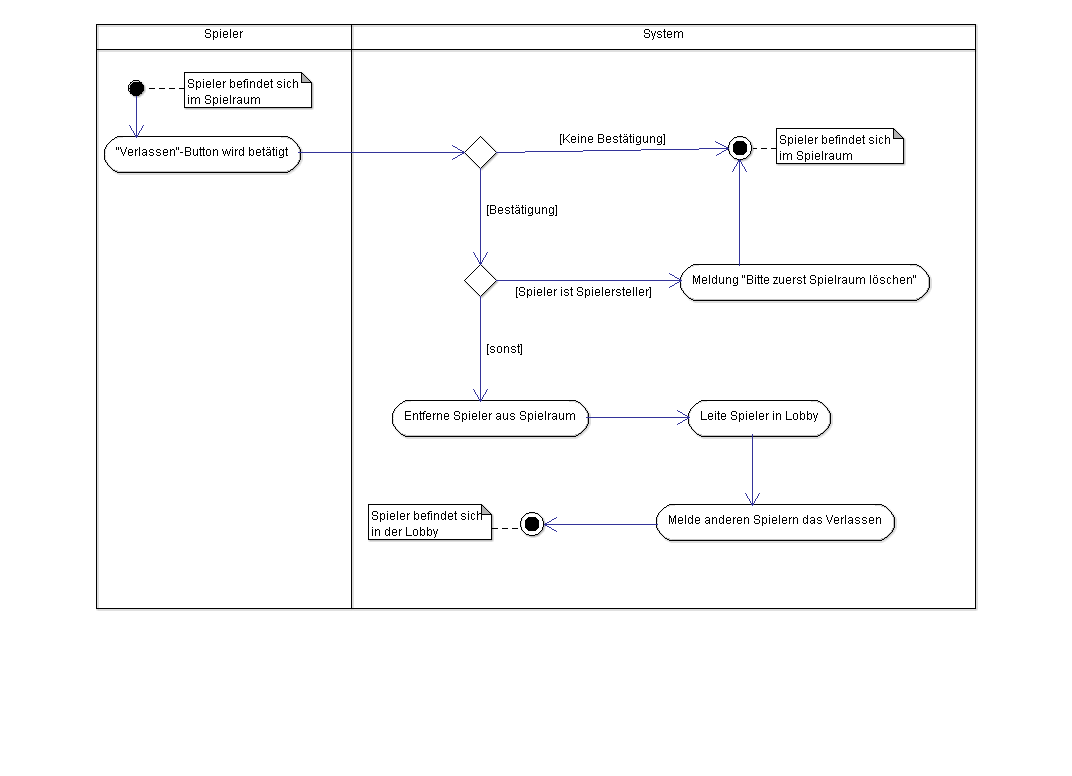 Spieler
System
Spieler befindet sich
im Spielraum
"Verlassen"-Button wird betätigt
[Keine Bestätigung]
Spieler befindet sich
im Spielraum
[Bestätigung]
Meldung "Bitte zuerst Spielraum löschen"
[Spieler ist Spielersteller]
[sonst]
Entferne Spieler aus Spielraum
Leite Spieler in Lobby
Spieler befindet sich
in der Lobby
Melde anderen Spielern das Verlassen